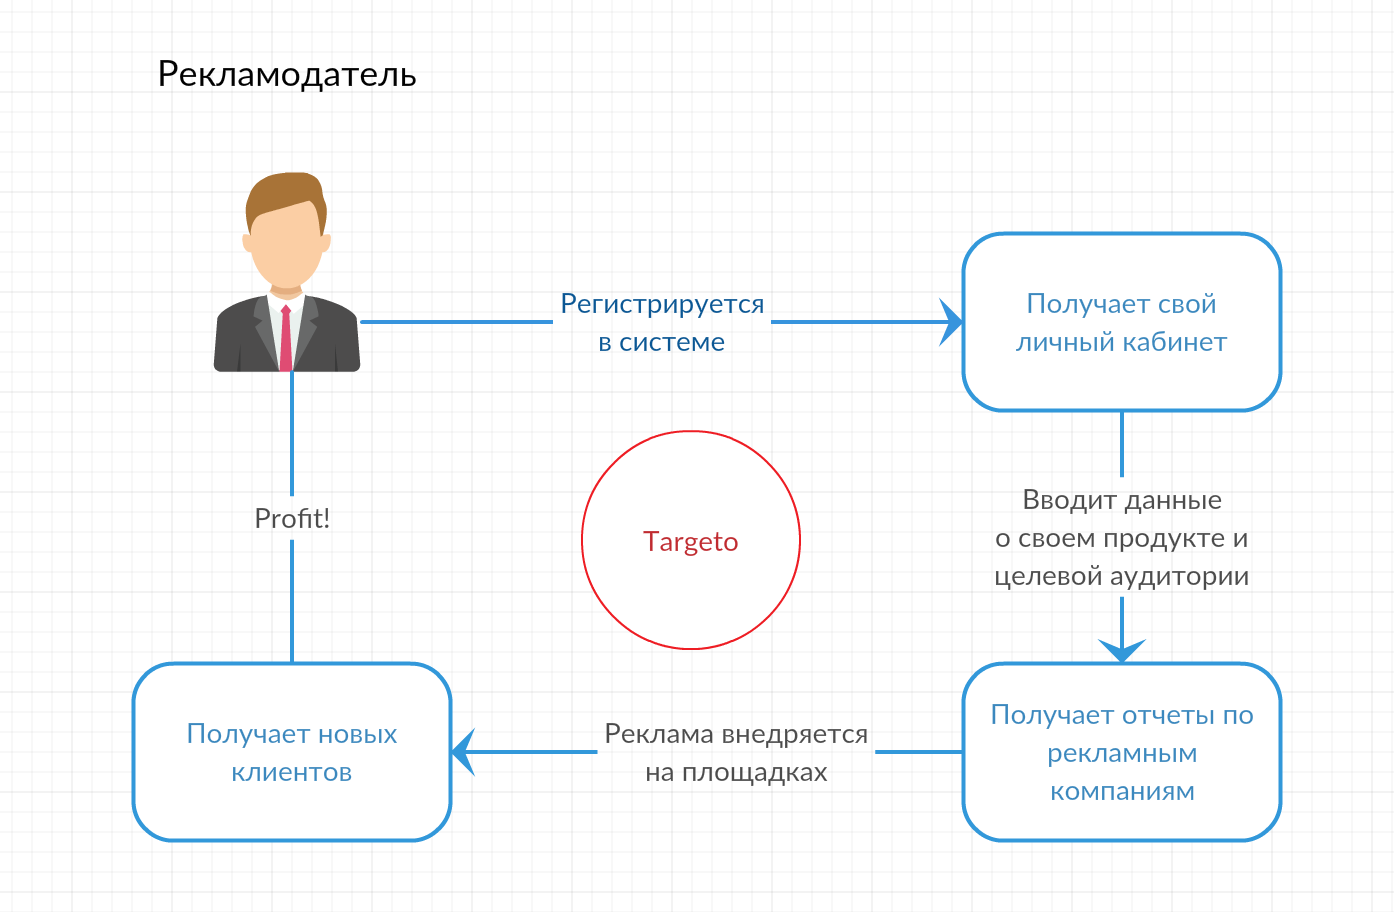 Рекламодатель
Регистрируется
в системе
Получает свой
личный кабинет
Вводит данные
о своем продукте и
целевой аудитории
Targeto
Profit!
Получает отчеты по
рекламным
компаниям
Реклама внедряется
на площадках
Получает новых
клиентов